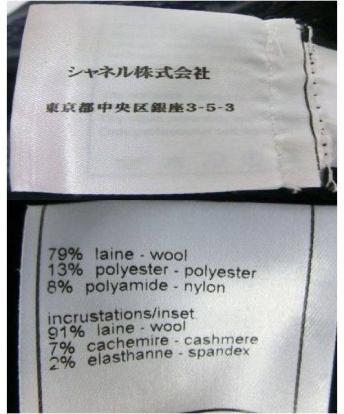 シャネル株式会社
東京都中央区銀座3-5-3
79% laine - wool
13% polyester - polyester
8% polyamide - nylon
incrustations/inset
91% laine - wool
7% cachemire - cashmere
2% elasthanne - spandex